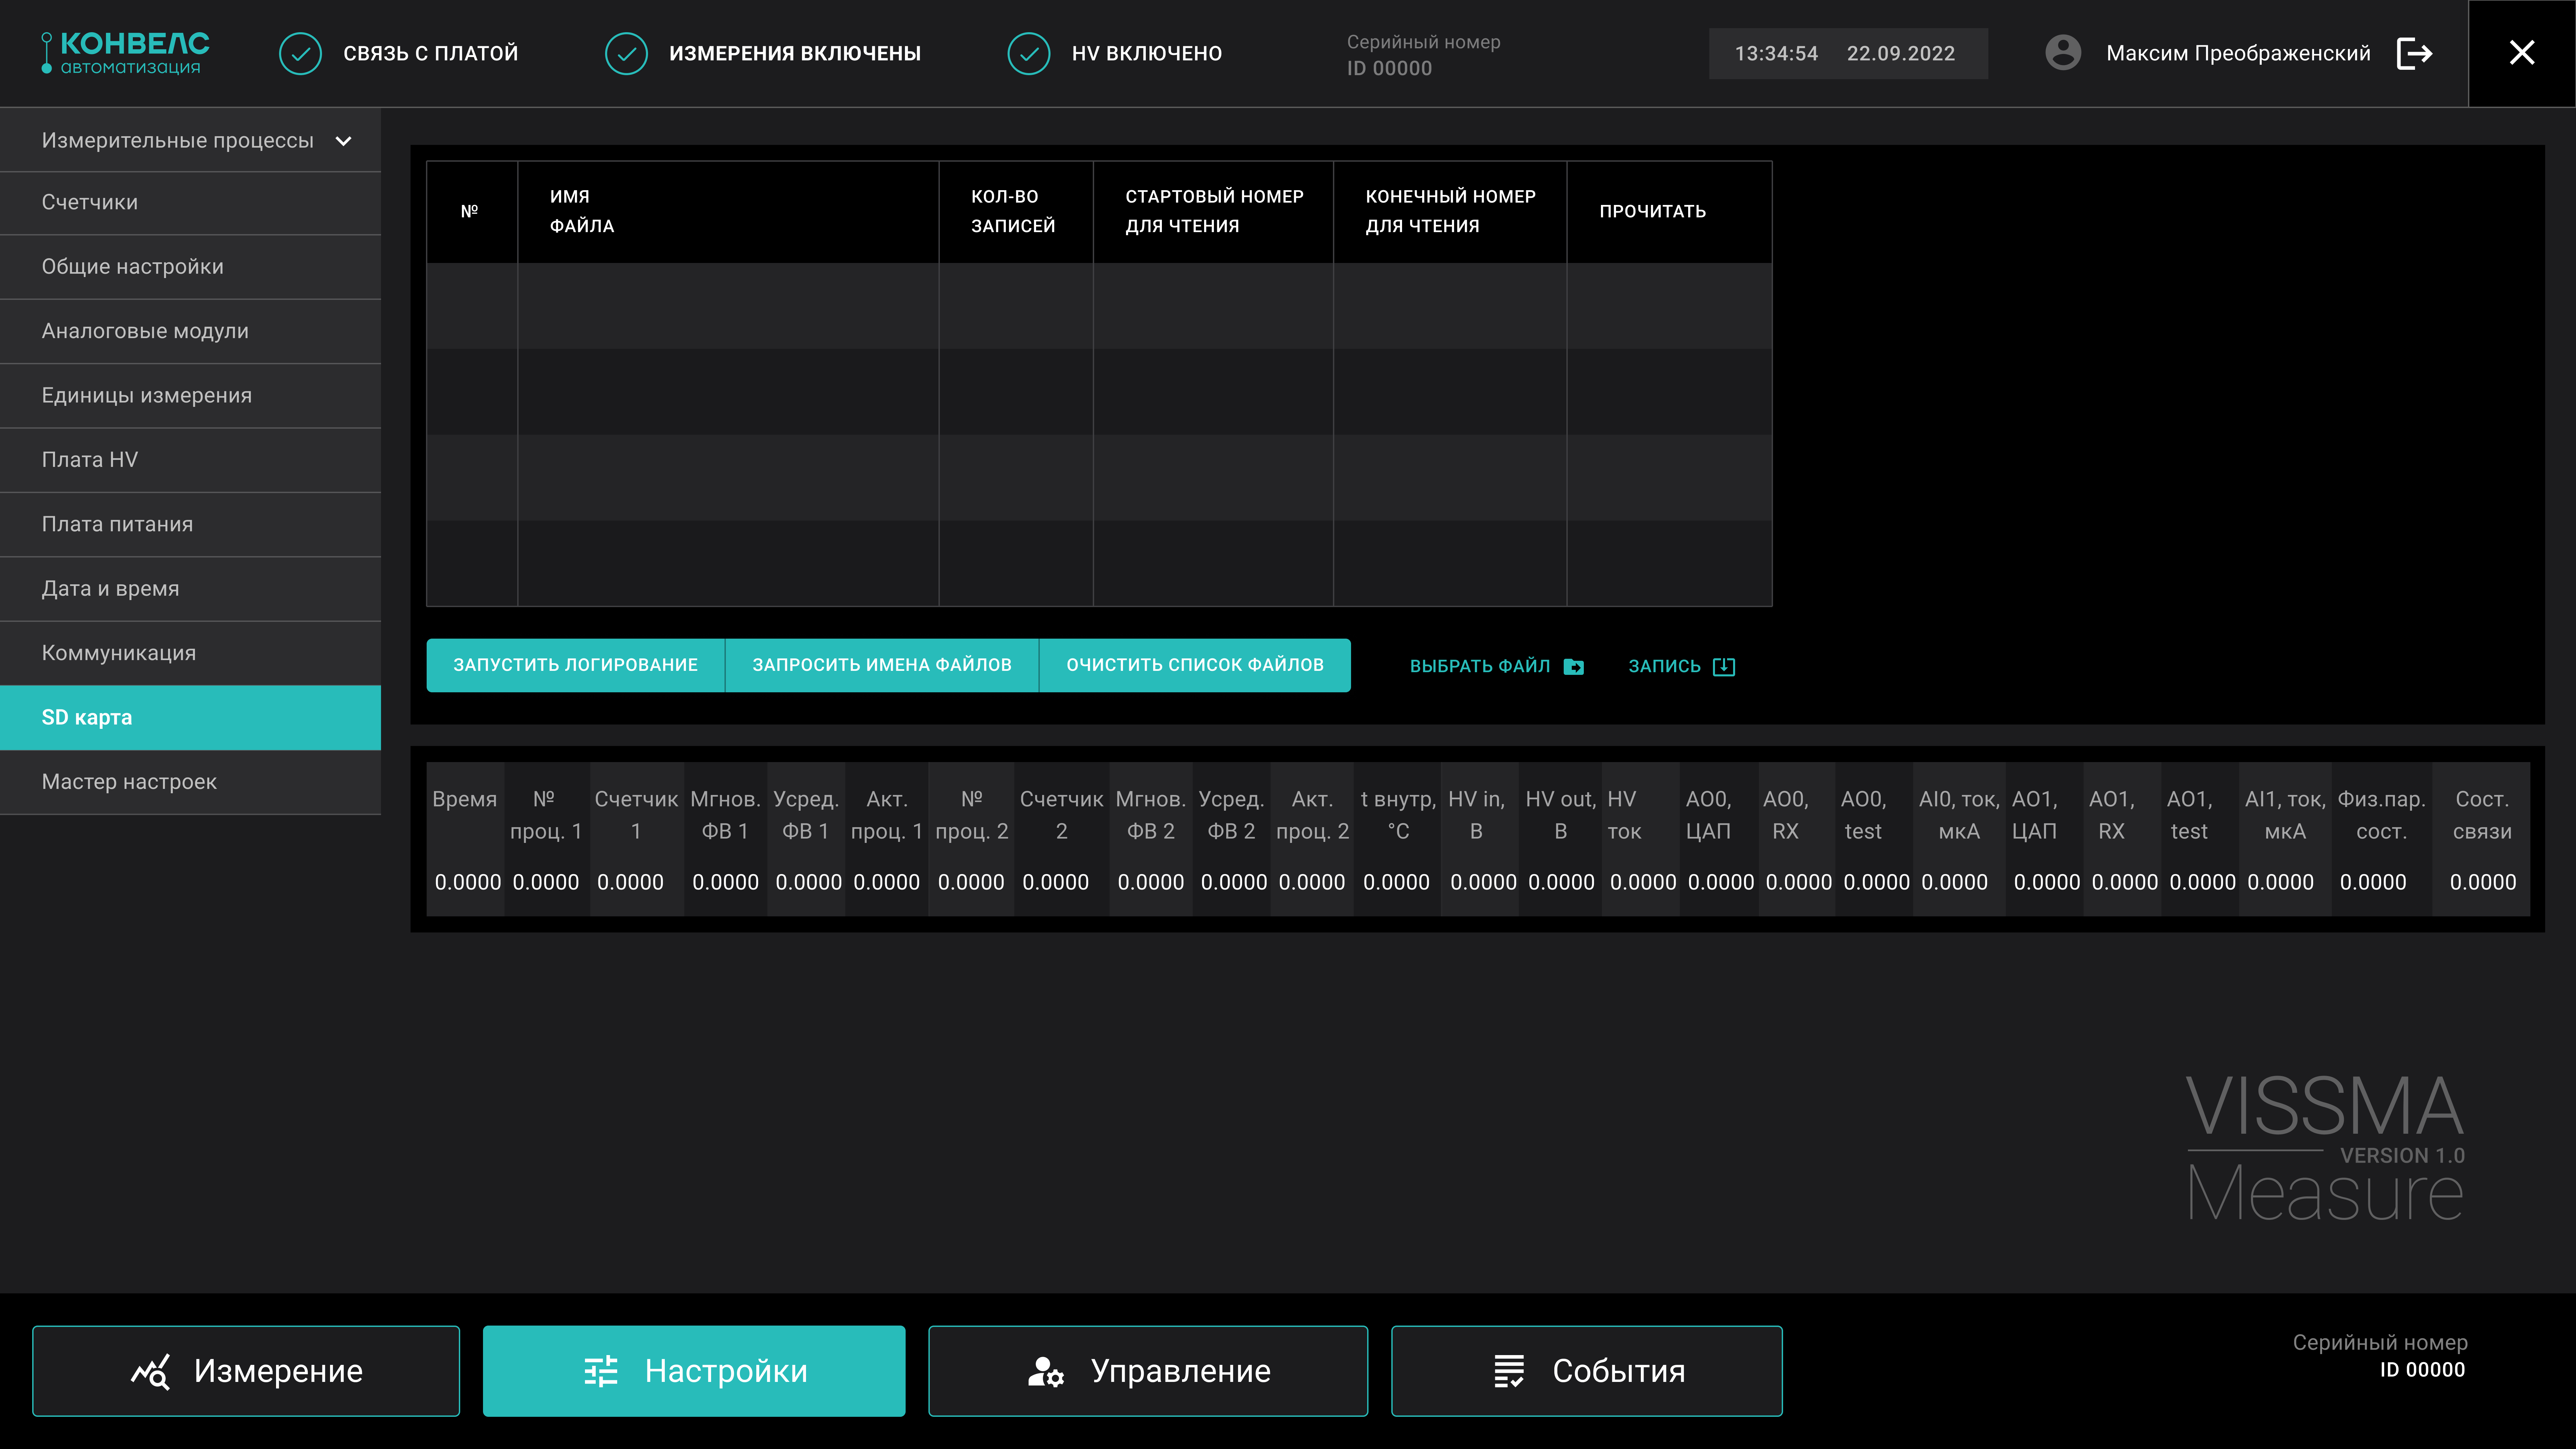 КОНВЕЛС
автоматизация
СВЯЗЬ С ПЛАТОЙ
ИЗМЕРЕНИЯ ВКЛЮЧЕНЫ
HV ВКЛЮЧЕНО
Серийный номер
ID 00000
13:34:54 22.09.2022
Максим Преображенский
Измерительные процессы
Счетчики
Общие настройки
Аналоговые модули
Единицы измерения
Плата HV
Плата питания
Дата и время
Коммуникация
SD карта
Мастер настроек
№
ИМЯ
ФАЙЛА
КОЛ-ВО
ЗАПИСЕЙ
СТАРТОВЫЙ НОМЕР
ДЛЯ ЧТЕНИЯ
КОНЕЧНЫЙ НОМЕР
ДЛЯ ЧТЕНИЯ
ПРОЧИТАТЬ
ЗАПУСТИТЬ ЛОГИРОВАНИЕ
ЗАПРОСИТЬ ИМЕНА ФАЙЛОВ
ОЧИСТИТЬ СПИСОК ФАЙЛОВ
ВЫБРАТЬ ФАЙЛ
ЗАПИСЬ
Время № Счетчик Мгнов. Усред. Акт. № Счетчик Мгнов. Усред. Акт. t внутр, HV in, HV out, HV AO0, AO0, AO0, AI0, ток, AO1, AO1, AO1, AI1, ток, Физ.пар. Сост.
проц. 1 1 ФВ 1 ФВ 1 проц. 1 проц. 2 2 ФВ 2 ФВ 2 проц. 2 °C В В ток ЦАП RX test мкА ЦАП RX test мкА сост. связи
0.0000 0.0000 0.0000 0.0000 0.0000 0.0000 0.0000 0.0000 0.0000 0.0000 0.0000 0.0000 0.0000 0.0000 0.0000 0.0000 0.0000 0.0000 0.0000 0.0000 0.0000 0.0000 0.0000 0.0000 0.0000
VISSMA
VERSION 1.0
Measure
Измерение
Настройки
Управление
События
Серийный номер
ID 00000